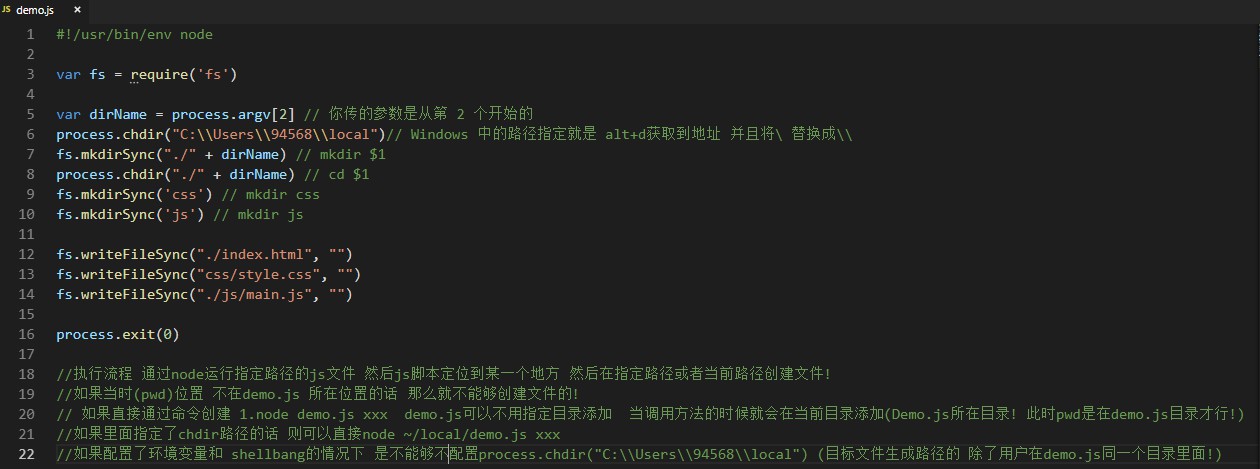 JS demo.js ×
1 #!/usr/bin/env node
2
3 var fs = require('fs')
4
5 var dirName = process.argv[2] // 你传的参数是从第 2 个开始的
6 process.chdir("C:\\Users\\94568\\local")// Windows 中的路径指定就是 alt+d获取到地址 并且将\ 替换成\\
7 fs.mkdirSync("./" + dirName) // mkdir $1
8 process.chdir("./" + dirName) // cd $1
9 fs.mkdirSync('css') // mkdir css
10 fs.mkdirSync('js') // mkdir js
11
12 fs.writeFileSync("./index.html", "")
13 fs.writeFileSync("css/style.css", "")
14 fs.writeFileSync("./js/main.js", "")
15
16 process.exit(0)
17
18 //执行流程 通过node运行指定路径的js文件 然后js脚本定位到某一个地方 然后在指定路径或者当前路径创建文件!
19 //如果当时(pwd)位置 不在demo.js 所在位置的话 那么就不能够创建文件的!
20 // 如果直接通过命令创建 1.node demo.js xxx  demo.js可以不用指定目录添加  当调用方法的时候就会在当前目录添加(Demo.js所在目录! 此时pwd是在demo.js目录才行!)
21 //如果里面指定了chdir路径的话 则可以直接node ~/local/demo.js xxx
22 //如果配置了环境变量和 shellbang的情况下 是不能够不配置process.chdir("C:\\Users\\94568\\local") (目标文件生成路径的 除了用户在demo.js同一个目录里面!)